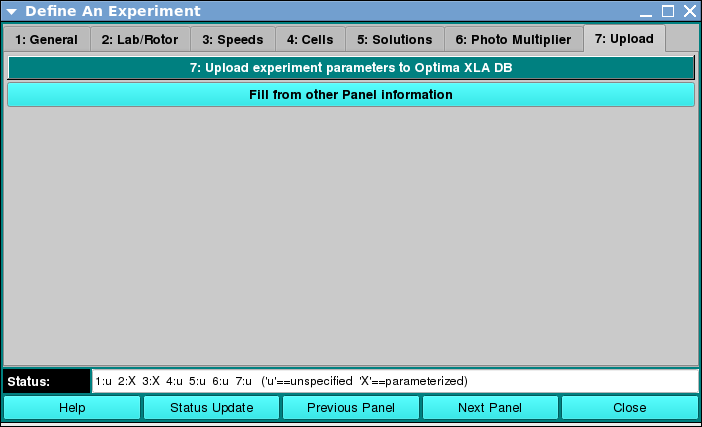 Define An Experiment
1: General 2: Lab/Rotor 3: Speeds 4: Cells 5: Solutions 6: Photo Multiplier 7: Upload
7: Upload experiment parameters to Optima XLA DB
Fill from other Panel information
Status: 1:u 2:X 3:X 4:u 5:u 6:u 7:u ('u'==unspecified 'X'==parameterized)
Help Status Update Previous Panel Next Panel Close